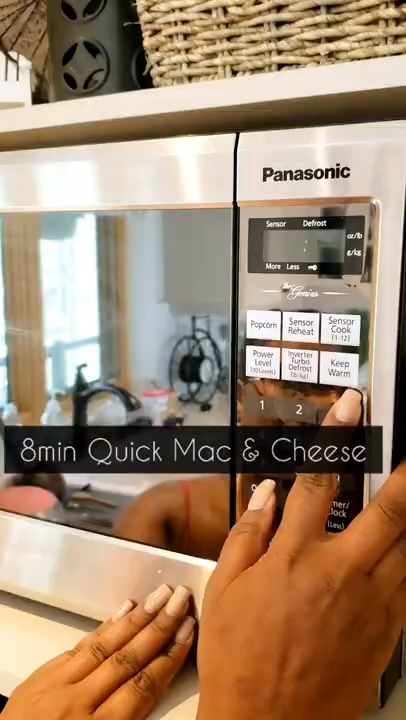 Panasonic
Sensor Defrost
oz/lb
g/kg
More Less
Genius
Popcorn
Sensor Reheat
Sensor Cook
(1-12)
Power Level
(10 Levels)
Inverter Turbo Defrost
(lb/kg)
Keep Warm
1 2
8min Quick Mac & Cheese
(Less)